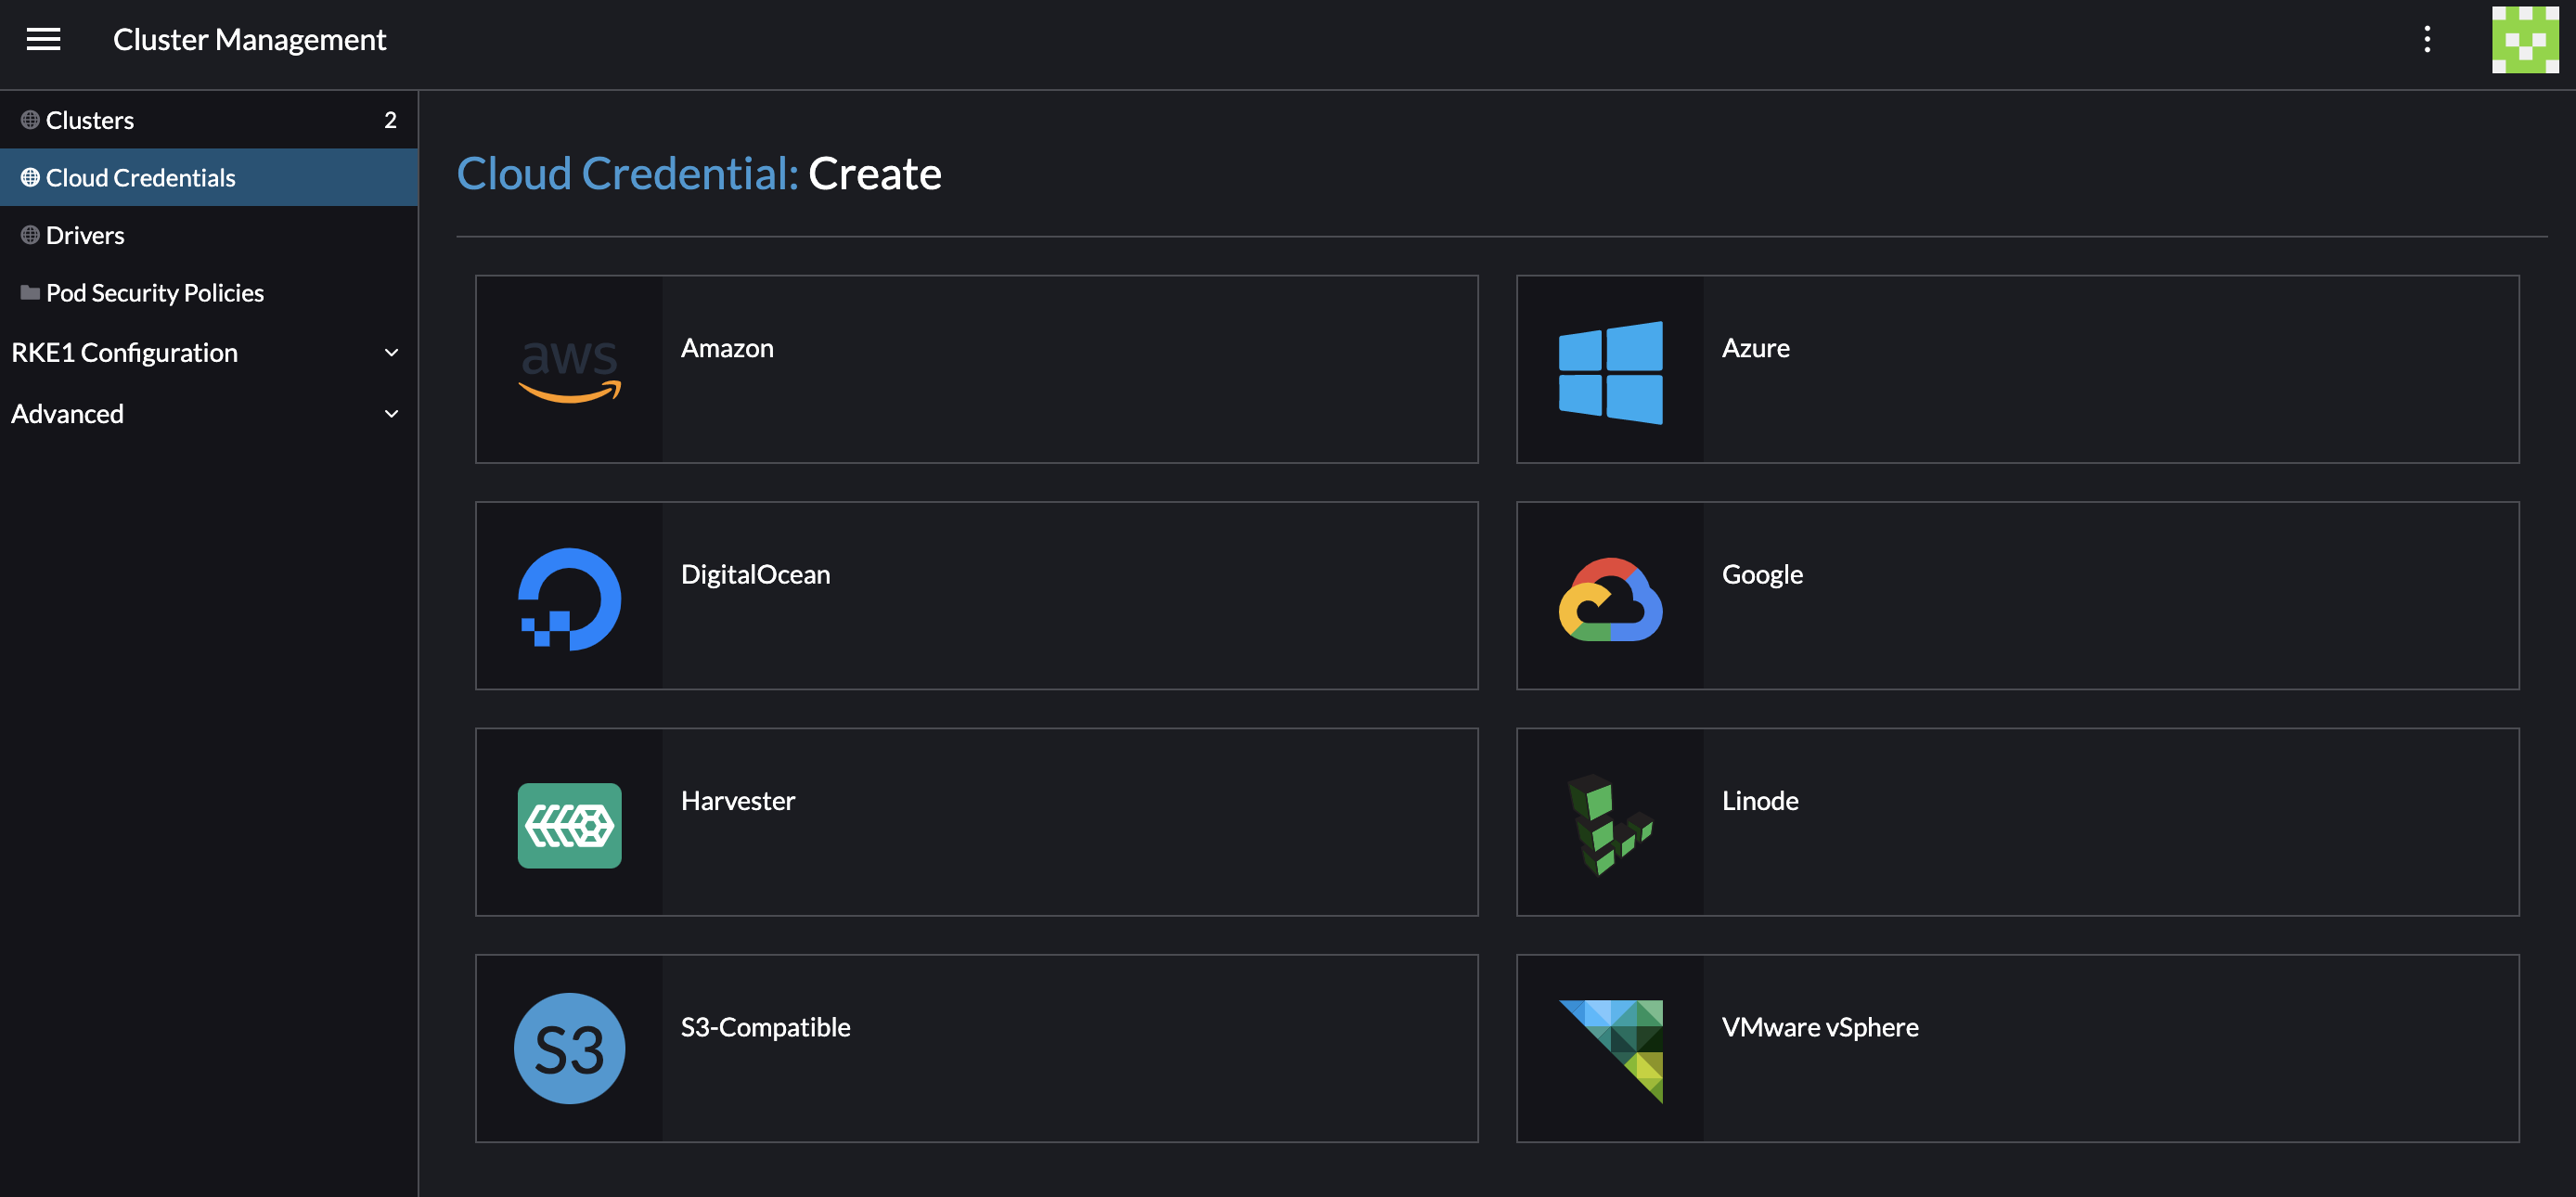 Cluster Management
Clusters 2
Cloud Credentials
Drivers
Pod Security Policies
RKE1 Configuration
Advanced
Cloud Credential: Create
aws
Amazon
Azure
DigitalOcean
Google
Harvester
Linode
S3
S3-Compatible
VMware vSphere